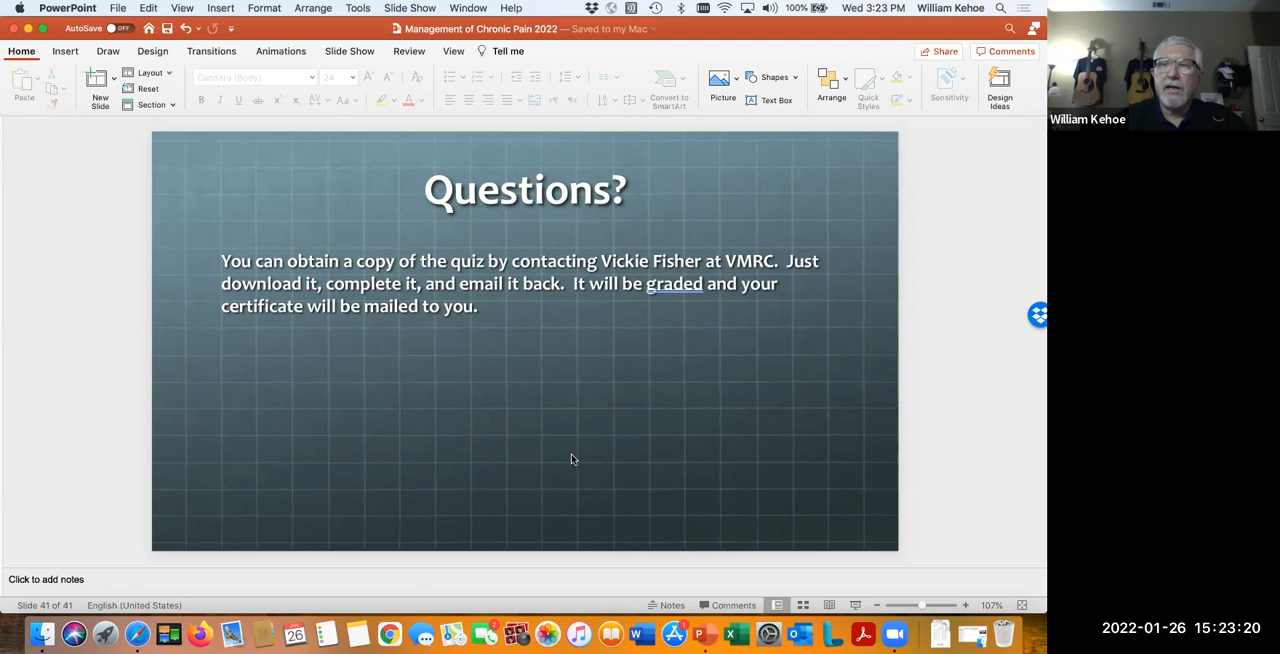 PowerPoint File Edit View Insert Format Arrange Tools Slide Show Window Help 100% Wed 3:23 PM William Kehoe
AutoSave OFF Management of Chronic Pain 2022 — Saved to my Mac
Home Insert Draw Design Transitions Animations Slide Show Review View Tell me Share Comments
Paste
New Slide
Layout
Reset
Section
Camara (Body) 24
Convert to SmartArt
Picture
Shapes
Text Box
Arrange
Quick Styles
Sensitivity
Design Ideas
William Kehoe
Questions?
You can obtain a copy of the quiz by contacting Vickie Fisher at VMRC. Just
download it, complete it, and email it back. It will be graded and your
certificate will be mailed to you.
Click to add notes
Slide 41 of 41 English (United States) Notes Comments 107%
JAN
26
2022-01-26 15:23:20